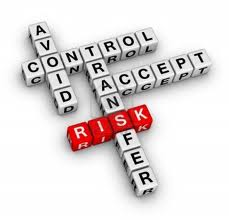 AVOID
CONTROL
TRANSFER
ACCEPT
RISK